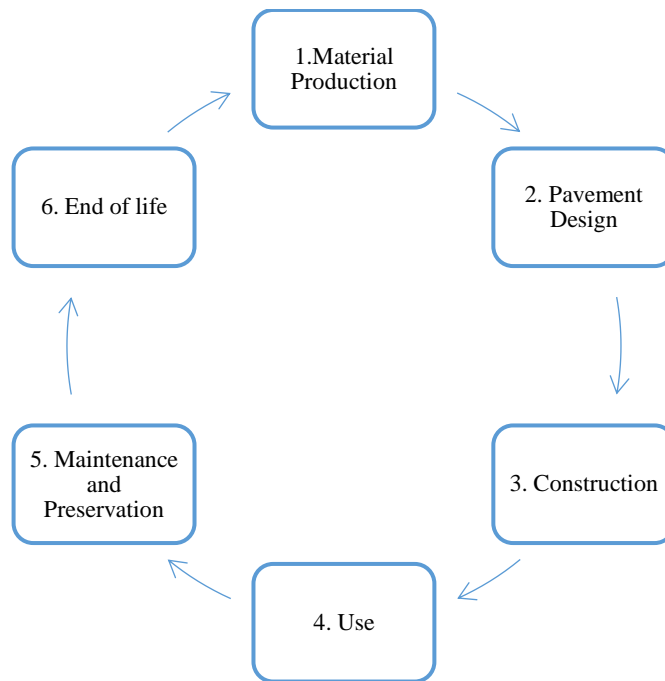 1.Material
Production
2. Pavement
Design
3. Construction
4. Use
5. Maintenance
and
Preservation
6. End of life